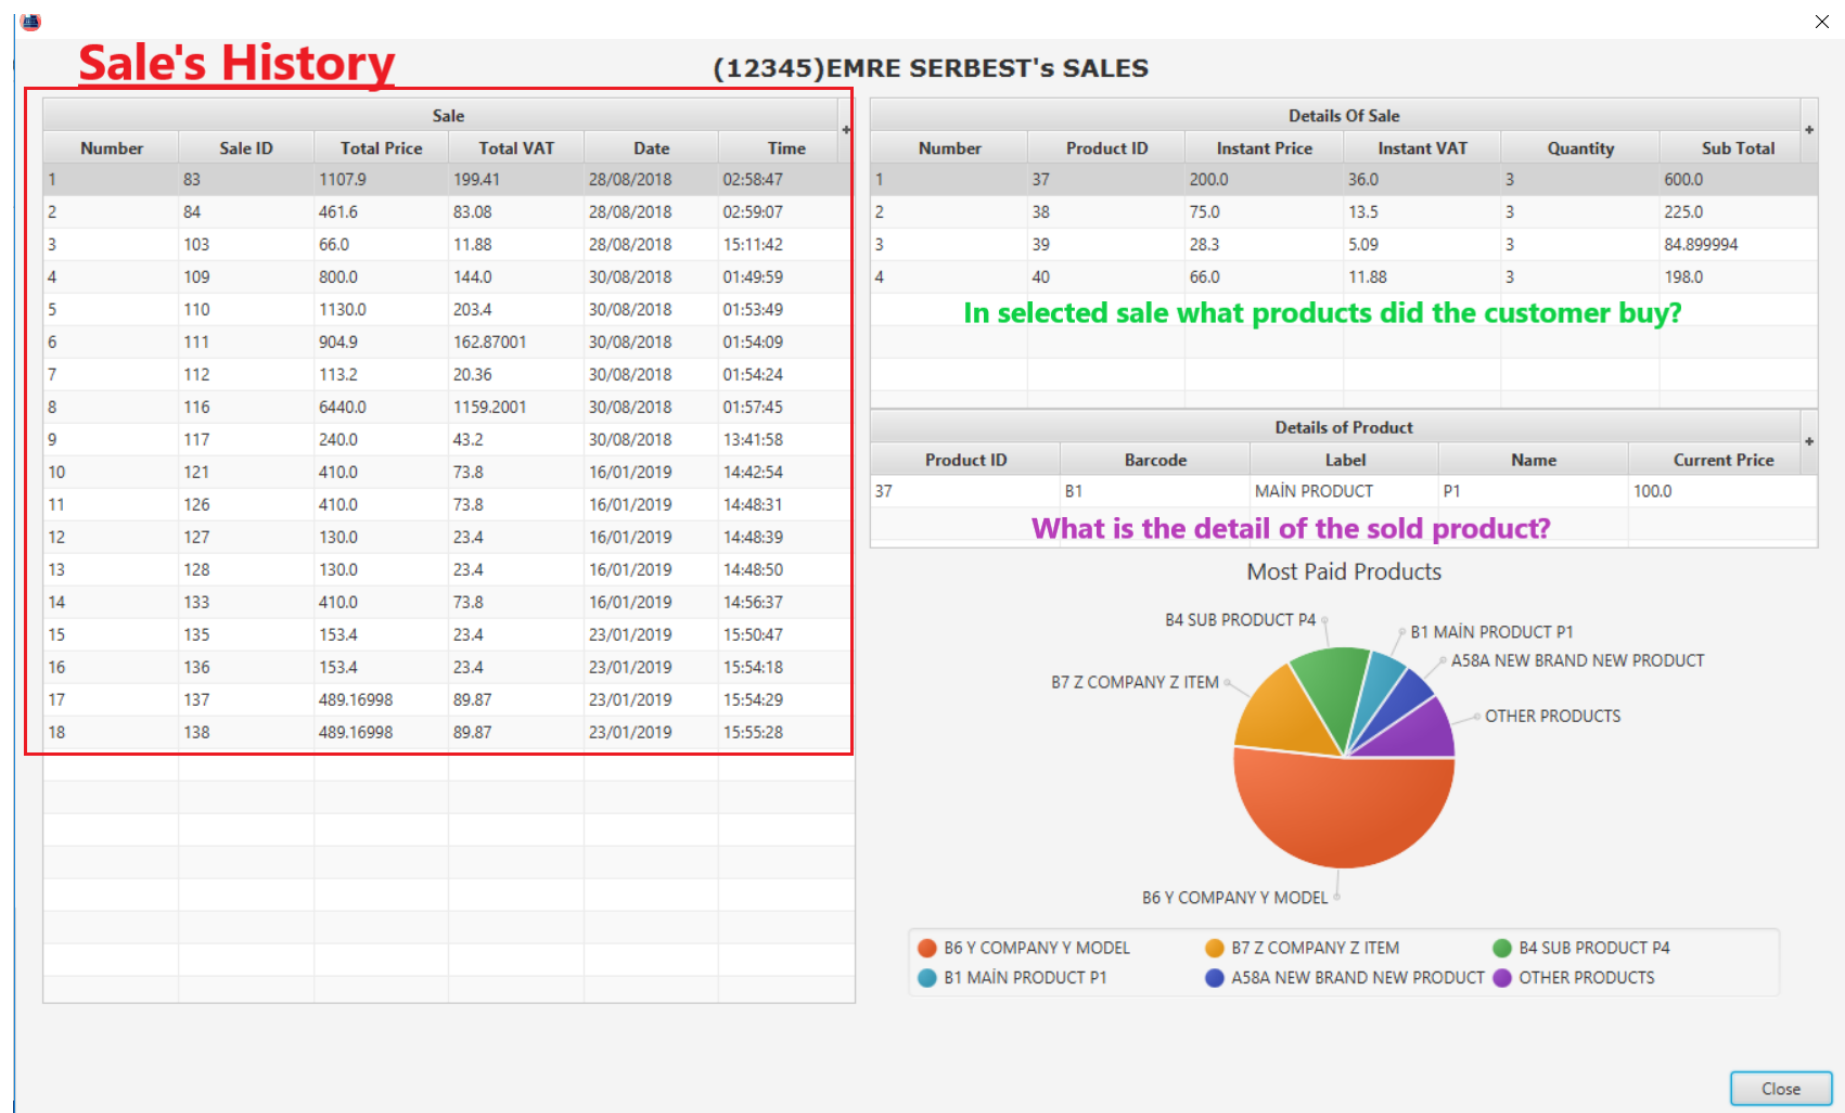 Sale's History
(12345)EMRE SERBEST's SALES
Sale
Number Sale ID Total Price Total VAT Date Time
1 83 1107.9 199.41 28/08/2018 02:58:47
2 84 461.6 83.08 28/08/2018 02:59:07
3 103 66.0 11.88 28/08/2018 15:11:42
4 109 800.0 144.0 30/08/2018 01:49:59
5 110 1130.0 203.4 30/08/2018 01:53:49
6 111 904.9 162.87001 30/08/2018 01:54:09
7 112 113.2 20.36 30/08/2018 01:54:24
8 116 6440.0 1159.2001 30/08/2018 01:57:45
9 117 240.0 43.2 30/08/2018 13:41:58
10 121 410.0 73.8 16/01/2019 14:42:54
11 126 410.0 73.8 16/01/2019 14:48:31
12 127 130.0 23.4 16/01/2019 14:48:39
13 128 130.0 23.4 16/01/2019 14:48:50
14 133 410.0 73.8 16/01/2019 14:56:37
15 135 153.4 23.4 23/01/2019 15:50:47
16 136 153.4 23.4 23/01/2019 15:54:18
17 137 489.16998 89.87 23/01/2019 15:54:29
18 138 489.16998 89.87 23/01/2019 15:55:28
Details Of Sale
Number Product ID Instant Price Instant VAT Quantity Sub Total
1 37 200.0 36.0 3 600.0
2 38 75.0 13.5 3 225.0
3 39 28.3 5.09 3 84.899994
4 40 66.0 11.88 3 198.0
In selected sale what products did the customer buy?
Details of Product
Product ID Barcode Label Name Current Price
37 B1 MAİN PRODUCT P1 100.0
What is the detail of the sold product?
Most Paid Products
B4 SUB PRODUCT P4
B1 MAİN PRODUCT P1
A58A NEW BRAND NEW PRODUCT
B7 Z COMPANY Z ITEM
OTHER PRODUCTS
B6 Y COMPANY Y MODEL
B6 Y COMPANY Y MODEL B7 Z COMPANY Z ITEM B4 SUB PRODUCT P4
B1 MAİN PRODUCT P1 A58A NEW BRAND NEW PRODUCT OTHER PRODUCTS
Close